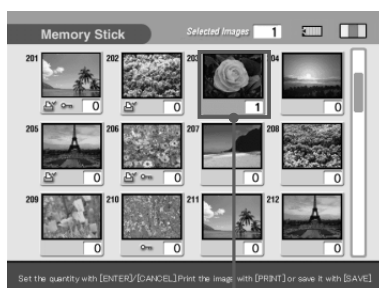 Memory Stick Selected Images 1
201 202 203 204
0 0 1 0
205 206 207 208
0 0 0 0
209 210 211 212
0 0 0 0
Set the quantity with [ENTER]/[CANCEL].Print the image with [PRINT] or save it with [SAVE].